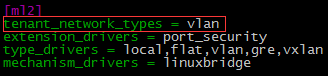 [ml2]
tenant_network_types = vlan
extension_drivers = port_security
type_drivers = local,flat,vlan,gre,vxlan
mechanism_drivers = linuxbridge